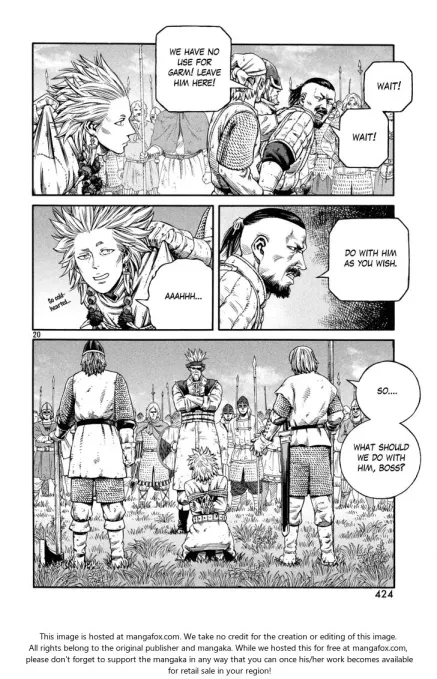 WE HAVE NO
USE FOR
GARM! LEAVE
HIM HERE!
WAIT!
WAIT!
So cold-
hearted...
AAAHHH...
DO WITH HIM
AS YOU WISH.
20
SO....
WHAT SHOULD
WE DO WITH
HIM, BOSS?
424
This image is hosted at mangafox.com. We take no credit for the creation or editing of this image.
All rights belong to the original publisher and mangaka. While we hosted this for free at mangafox.com,
please don't forget to support the mangaka in any way that you can once his/her work becomes available
for retail sale in your region!